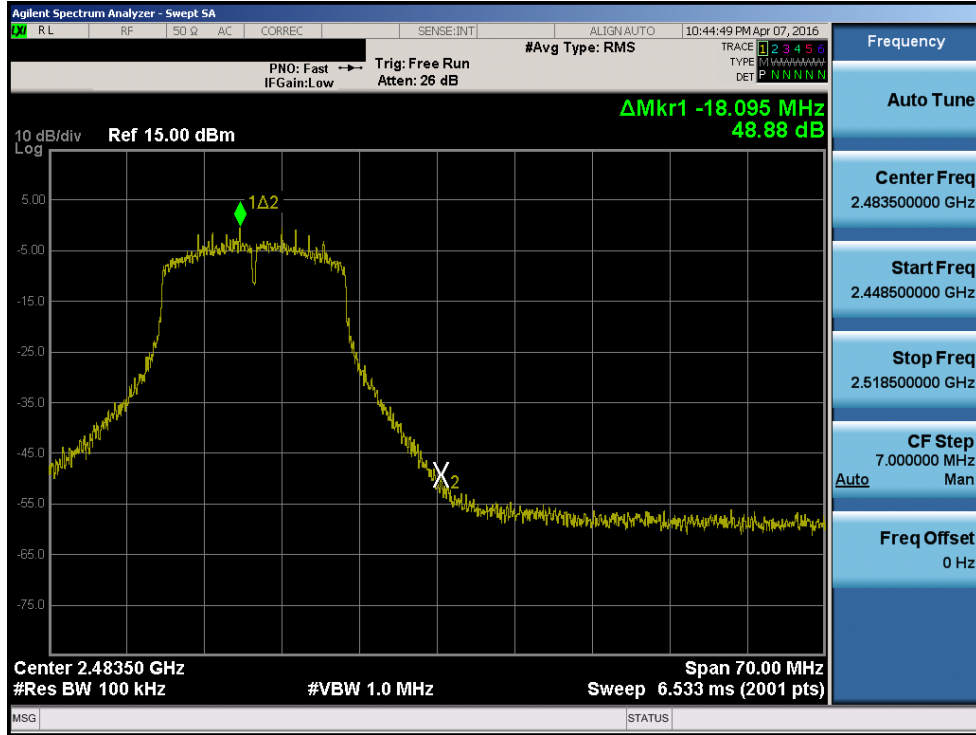 Agilent Spectrum Analyzer - Swept SA
LXI RL RF 50 Ω AC CORREC SENSE:INT ALIGN AUTO 10:44:49 PM Apr 07, 2016
#Avg Type: RMS
TRACE 1 2 3 4 5 6
PNO: Fast
IFGain:Low
Trig: Free Run
Atten: 26 dB
TYPE MWWWWW
DET P N N N N N
ΔMkr1 -18.095 MHz
48.88 dB
10 dB/div Ref 15.00 dBm
Log
5.00
-5.00
-15.0
-25.0
-35.0
-45.0
-55.0
-65.0
-75.0
1Δ2
2
Center 2.48350 GHz
Span 70.00 MHz
#Res BW 100 kHz
#VBW 1.0 MHz
Sweep 6.533 ms (2001 pts)
MSG
STATUS
Frequency
Auto Tune
Center Freq
2.483500000 GHz
Start Freq
2.448500000 GHz
Stop Freq
2.518500000 GHz
CF Step
7.000000 MHz
Auto Man
Freq Offset
0 Hz